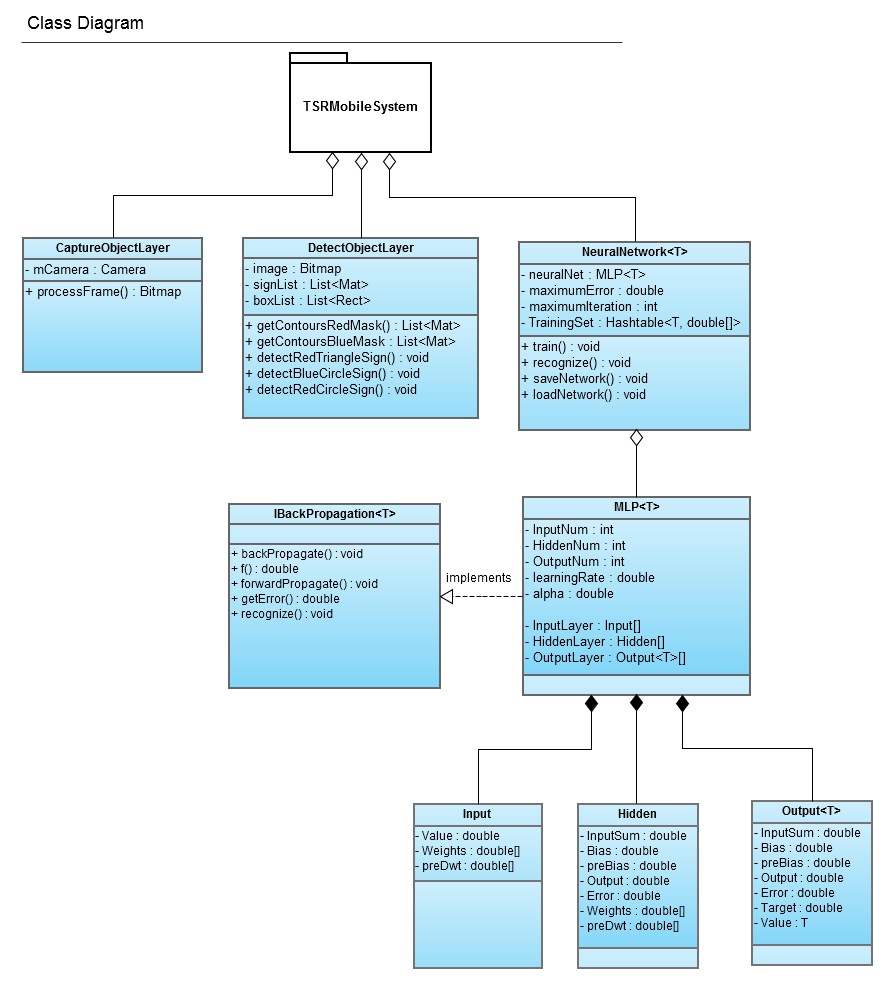 Class Diagram
TSRMobileSystem
CaptureObjectLayer
- mCamera : Camera
+ processFrame() : Bitmap
DetectObjectLayer
- image : Bitmap
- signList : List<Mat>
- boxList : List<Rect>
+ getContoursRedMask() : List<Mat>
+ getContoursBlueMask : List<Mat>
+ detectRedTriangleSign() : void
+ detectBlueCircleSign() : void
+ detectRedCircleSign() : void
NeuralNetwork<T>
- neuralNet : MLP<T>
- maximumError : double
- maximumIteration : int
- TrainingSet : Hashtable<T, double[]>
+ train() : void
+ recognize() : void
+ saveNetwork() : void
+ loadNetwork() : void
IBackPropagation<T>
+ backPropagate() : void
+ f() : double
+ forwardPropagate() : void
+ getError() : double
+ recognize() : void
implements
MLP<T>
- InputNum : int
- HiddenNum : int
- OutputNum : int
- learningRate : double
- alpha : double
- InputLayer : Input[]
- HiddenLayer : Hidden[]
- OutputLayer : Output<T>[]
Input
- Value : double
- Weights : double[]
- preDwt : double[]
Hidden
- InputSum : double
- Bias : double
- preBias : double
- Output : double
- Error : double
- Weights : double[]
- preDwt : double[]
Output<T>
- InputSum : double
- Bias : double
- preBias : double
- Output : double
- Error : double
- Target : double
- Value : T